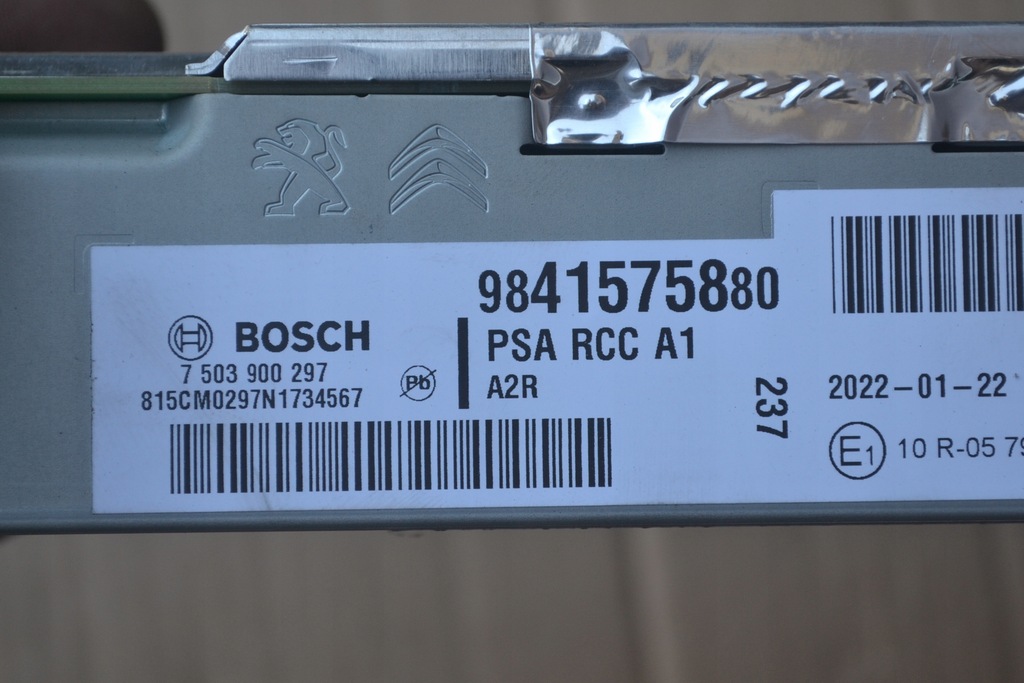 9841575880
BOSCH
PSA RCC A1
7 503 900 297
Pb
A2R
815CM0297N1734567
237
2022-01-22
E1 10 R-05 79